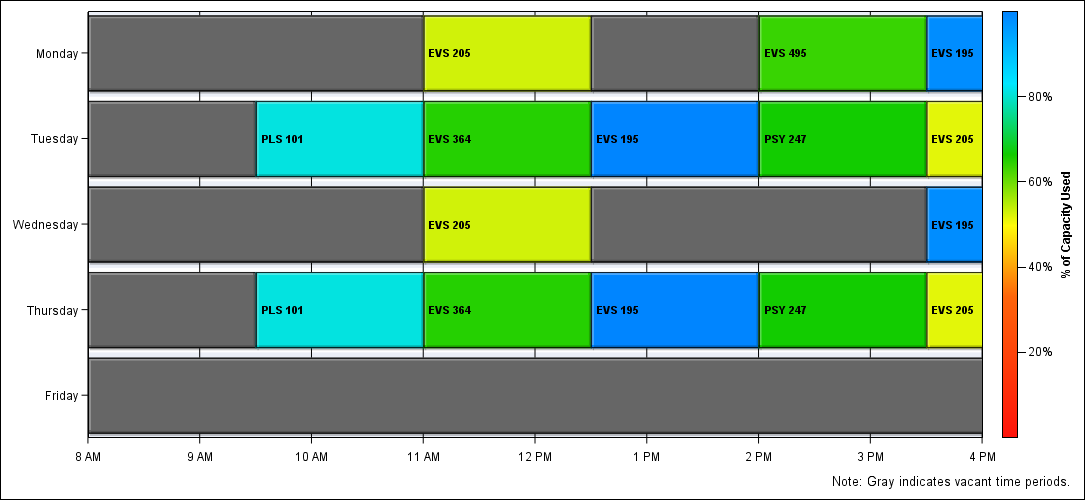 Monday
EVS 205
EVS 495
EVS 195
Tuesday
PLS 101
EVS 364
EVS 195
PSY 247
EVS 205
Wednesday
EVS 205
EVS 195
Thursday
PLS 101
EVS 364
EVS 195
PSY 247
EVS 205
Friday
8 AM
9 AM
10 AM
11 AM
12 PM
1 PM
2 PM
3 PM
4 PM
80%
60%
40%
20%
% of Capacity Used
Note: Gray indicates vacant time periods.